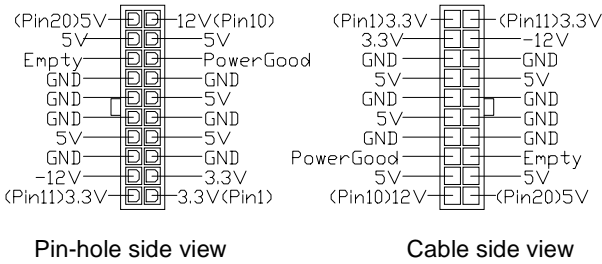 (Pin20)5V 12V(Pin10) (Pin1)3.3V (Pin11)3.3V
5V 5V 3.3V -12V
Empty PowerGood GND GND
GND GND 5V 5V
GND 5V GND GND
GND GND 5V GND
5V 5V GND GND
GND GND PowerGood Empty
-12V 3.3V 5V 5V
(Pin11)3.3V 3.3V(Pin1) (Pin10)12V (Pin20)5V
Pin-hole side view Cable side view